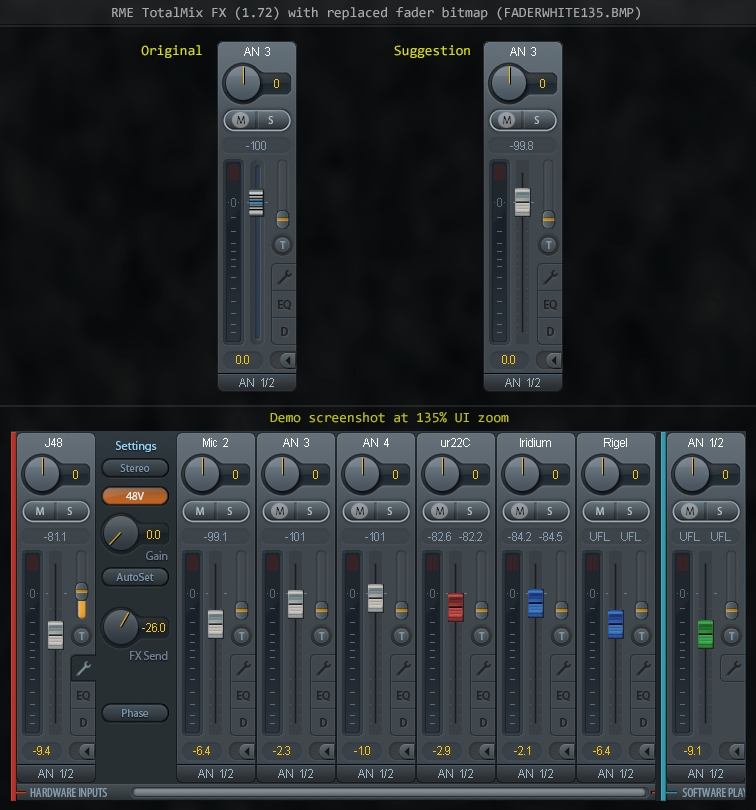 RME TotalMix FX (1.72) with replaced fader bitmap (FADERWHITE135.BMP)
Original
Suggestion
AN 3
0
M S
-100
0
T
EQ
D
0.0
AN 1/2
AN 3
0
M S
-99.8
0
T
EQ
D
0.0
AN 1/2
Demo screenshot at 135% UI zoom
J48
0
M S
-81.1
0
T
EQ
D
-9.4
AN 1/2
Settings
Stereo
48V
0.0
Gain
AutoSet
-26.0
FX Send
Phase
Mic 2
0
M S
-99.1
0
T
EQ
D
-6.4
AN 1/2
AN 3
0
M S
-101
0
T
EQ
D
-2.3
AN 1/2
AN 4
0
M S
-101
0
T
EQ
D
-1.0
AN 1/2
ur22C
0
M S
-82.6 -82.2
0
T
EQ
D
-2.9
AN 1/2
Iridium
0
M S
-84.2 -84.5
0
T
EQ
D
-2.1
AN 1/2
Rigel
0
M S
UFL UFL
0
T
EQ
D
-6.4
AN 1/2
AN 1/2
0
M S
UFL UFL
0
T
-9.1
AN 1/2
HARDWARE INPUTS
SOFTWARE PLAY